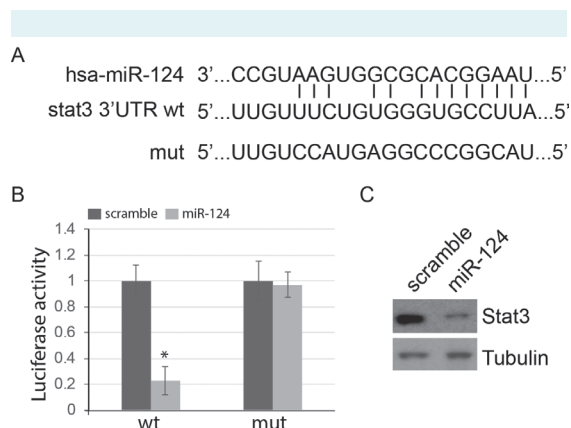 A
hsa-miR-124 3'...CCGUAAGUGGCGCACGGAAU...5'
stat3 3'UTR wt 5'...UUGUUUCUGUGGGUGCCUUA...5'
mut 5'...UUGUCCAUGAGGCCCGGCAU...5'
B
scramble miR-124
Luciferase activity
1.4
1.2
1
0.8
0.6
0.4
0.2
0
*
wt mut
C
scramble miR-124
Stat3
Tubulin